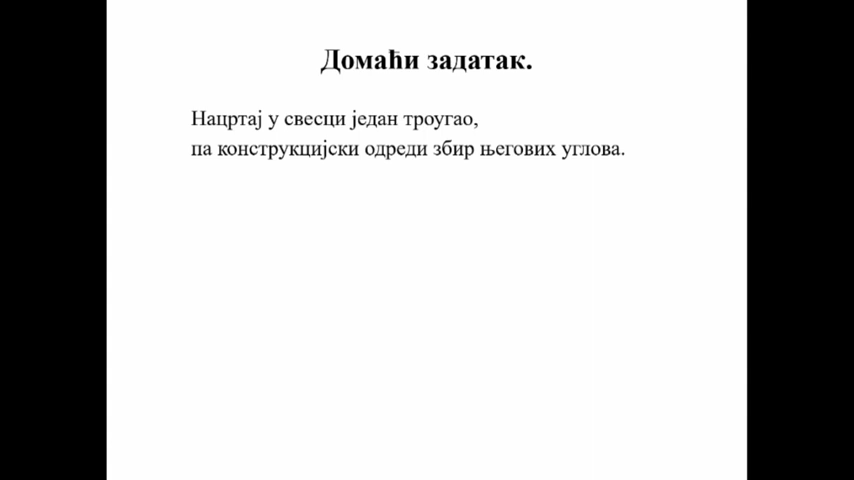 Домаћи задатак.
Нацртај у свесци један троугао,
па конструкцијски одреди збир његових углова.